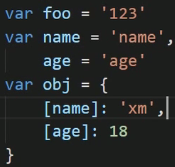 var foo = '123'
var name = 'name',
    age = 'age'
var obj = {
    [name]: 'xm',
    [age]: 18
}